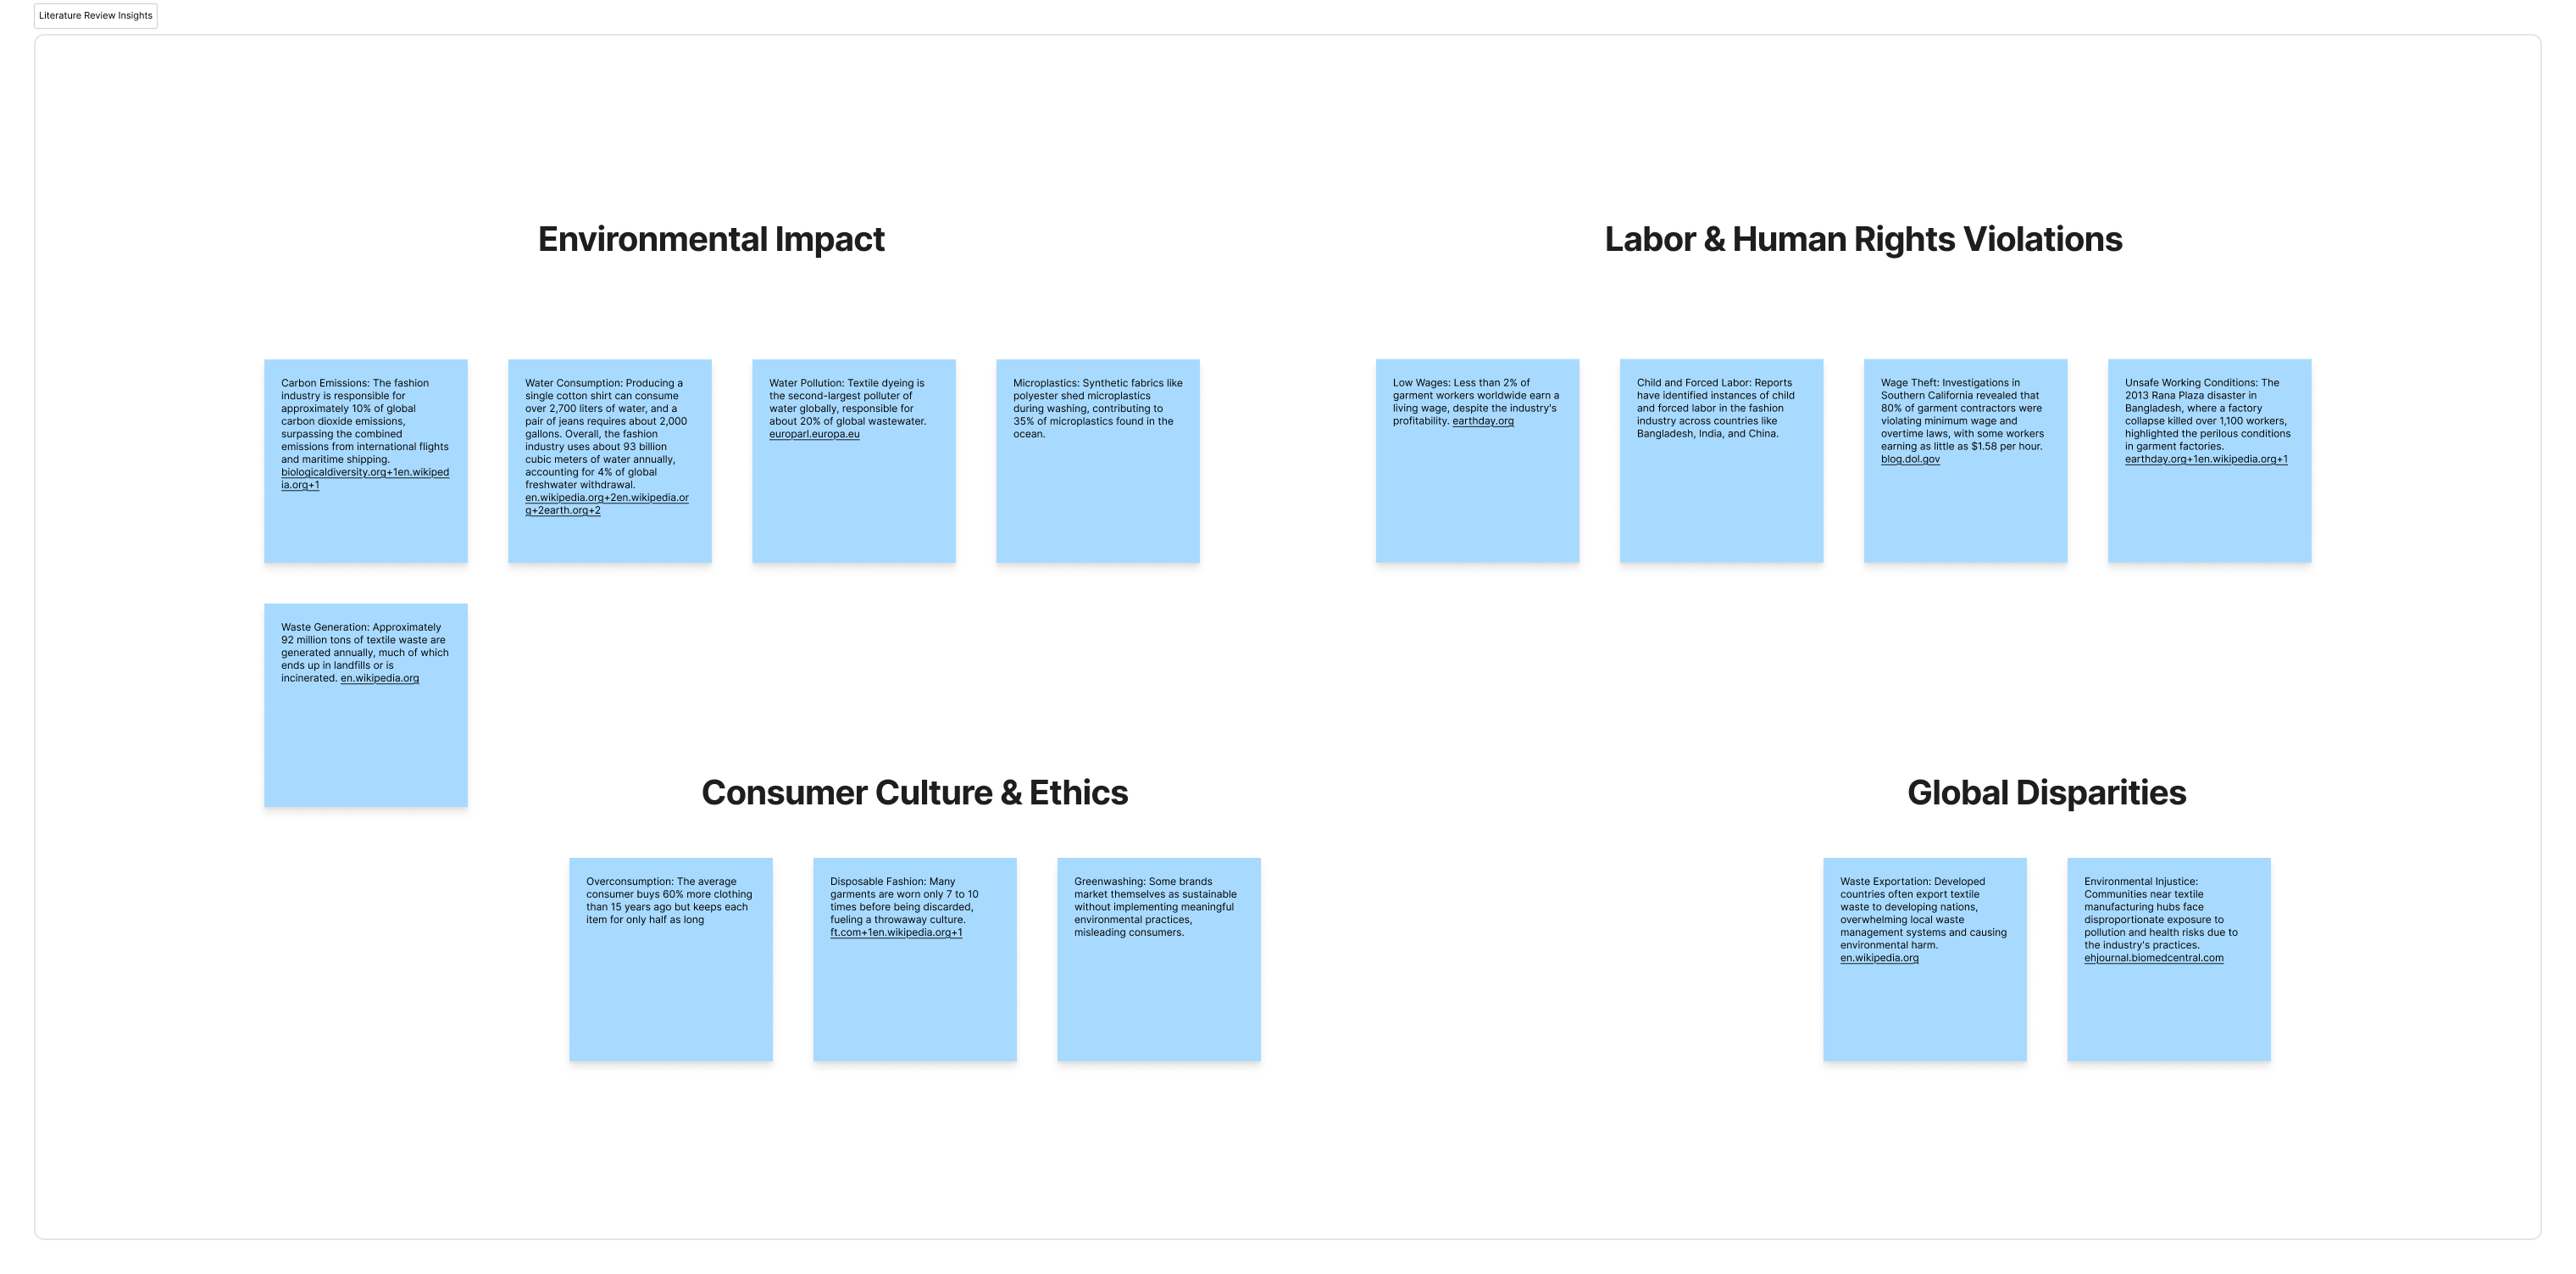 Literature Review Insights
Environmental Impact
Carbon Emissions: The fashion
industry is responsible for
approximately 10% of global
carbon dioxide emissions,
surpassing the combined
emissions from international flights
and maritime shipping.
biologicaldiversity.org+1en.wikiped
ia.org+1
Water Consumption: Producing a
single cotton shirt can consume
over 2,700 liters of water, and a
pair of jeans requires about 2,000
gallons. Overall, the fashion
industry uses about 93 billion
cubic meters of water annually,
accounting for 4% of global
freshwater withdrawal.
en.wikipedia.org+2en.wikipedia.or
g+2earth.org+2
Water Pollution: Textile dyeing is
the second-largest polluter of
water globally, responsible for
about 20% of global wastewater.
europarl.europa.eu
Microplastics: Synthetic fabrics like
polyester shed microplastics
during washing, contributing to
35% of microplastics found in the
ocean.
Waste Generation: Approximately
92 million tons of textile waste are
generated annually, much of which
ends up in landfills or is
incinerated. en.wikipedia.org
Labor & Human Rights Violations
Low Wages: Less than 2% of
garment workers worldwide earn a
living wage, despite the industry's
profitability. earthday.org
Child and Forced Labor: Reports
have identified instances of child
and forced labor in the fashion
industry across countries like
Bangladesh, India, and China.
Wage Theft: Investigations in
Southern California revealed that
80% of garment contractors were
violating minimum wage and
overtime laws, with some workers
earning as little as $1.58 per hour.
blog.dol.gov
Unsafe Working Conditions: The
2013 Rana Plaza disaster in
Bangladesh, where a factory
collapse killed over 1,100 workers,
highlighted the perilous conditions
in garment factories.
earthday.org+1en.wikipedia.org+1
Consumer Culture & Ethics
Overconsumption: The average
consumer buys 60% more clothing
than 15 years ago but keeps each
item for only half as long
Disposable Fashion: Many
garments are worn only 7 to 10
times before being discarded,
fueling a throwaway culture.
ft.com+1en.wikipedia.org+1
Greenwashing: Some brands
market themselves as sustainable
without implementing meaningful
environmental practices,
misleading consumers.
Global Disparities
Waste Exportation: Developed
countries often export textile
waste to developing nations,
overwhelming local waste
management systems and causing
environmental harm.
en.wikipedia.org
Environmental Injustice:
Communities near textile
manufacturing hubs face
disproportionate exposure to
pollution and health risks due to
the industry's practices.
ehjournal.biomedcentral.com